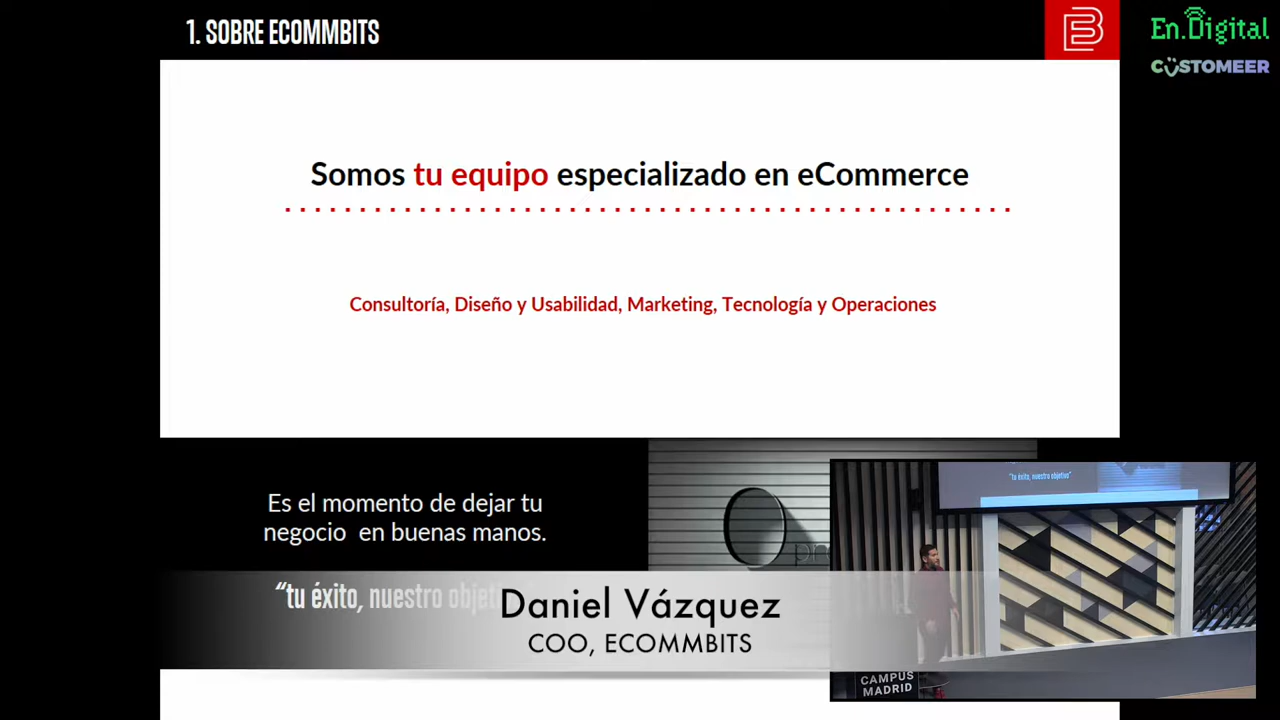 1. SOBRE ECOMMBITS
En.Digital
CUSTOMEER
Somos tu equipo especializado en eCommerce
Consultoría, Diseño y Usabilidad, Marketing, Tecnología y Operaciones
Es el momento de dejar tu
negocio en buenas manos.
“tu éxito, nuestro objeti
Daniel Vázquez
COO, ECOMMBITS
"tu éxito, nuestro objetivo"
CAMPUS
MADRID